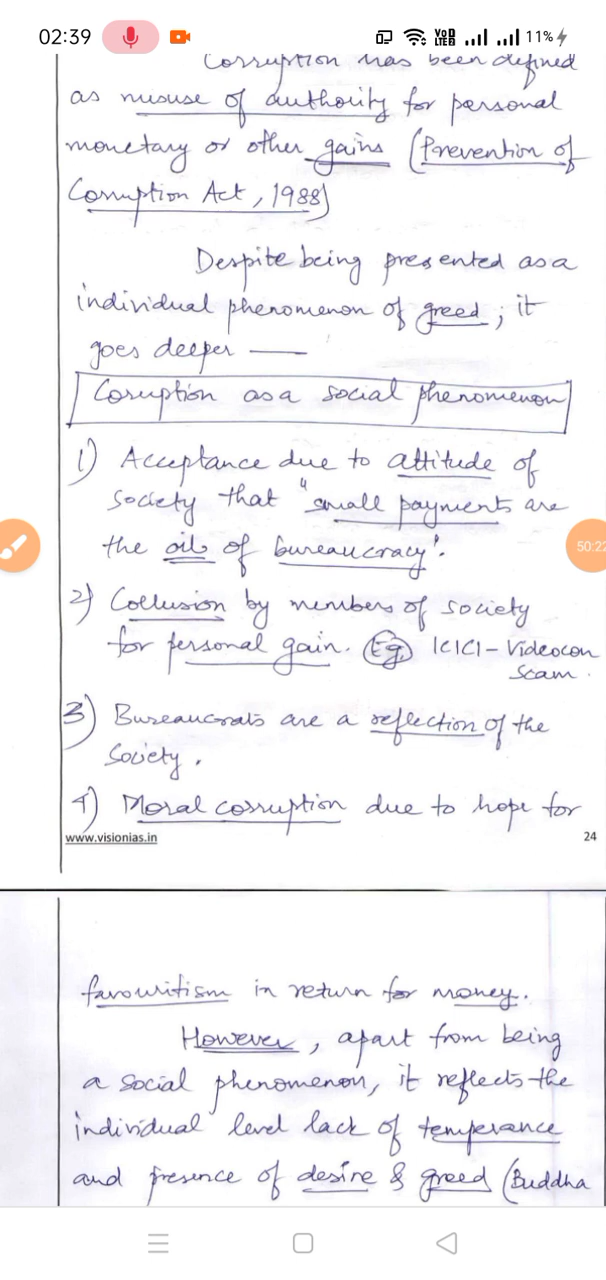 02:39
VoLTE
11%
Corruption has been defined
as misuse of authority for personal
monetary or other gains (Prevention of
Corruption Act, 1988)
Despite being presented as a
individual phenomenon of greed; it
goes deeper —
Coruption as a social phenomenon
1) Acceptance due to attitude of
society that "small payments are
50:22
the oils of bureaucracy".
2) Collusion by members of society
for personal gain. Eg ICICI-Videocon
Scam.
3) Bureaucrats are a reflection of the
Society.
4) Moral corruption due to hope for
www.visionias.in
24
favouritism in return for money.
However, apart from being
a social phenomenon, it reflects the
individual level lack of temperance
and presence of desire & greed (Buddha